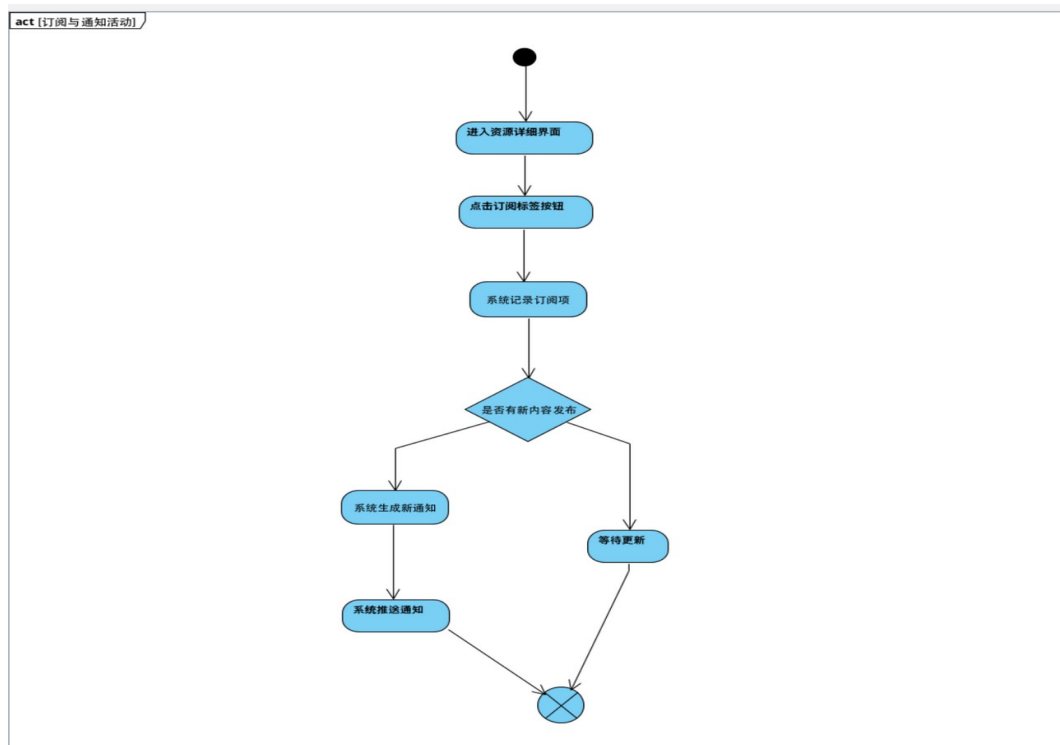 act [订阅与通知活动]
进入资源详细界面
点击订阅标签按钮
系统记录订阅项
是否有新内容发布
系统生成新通知
等待更新
系统推送通知